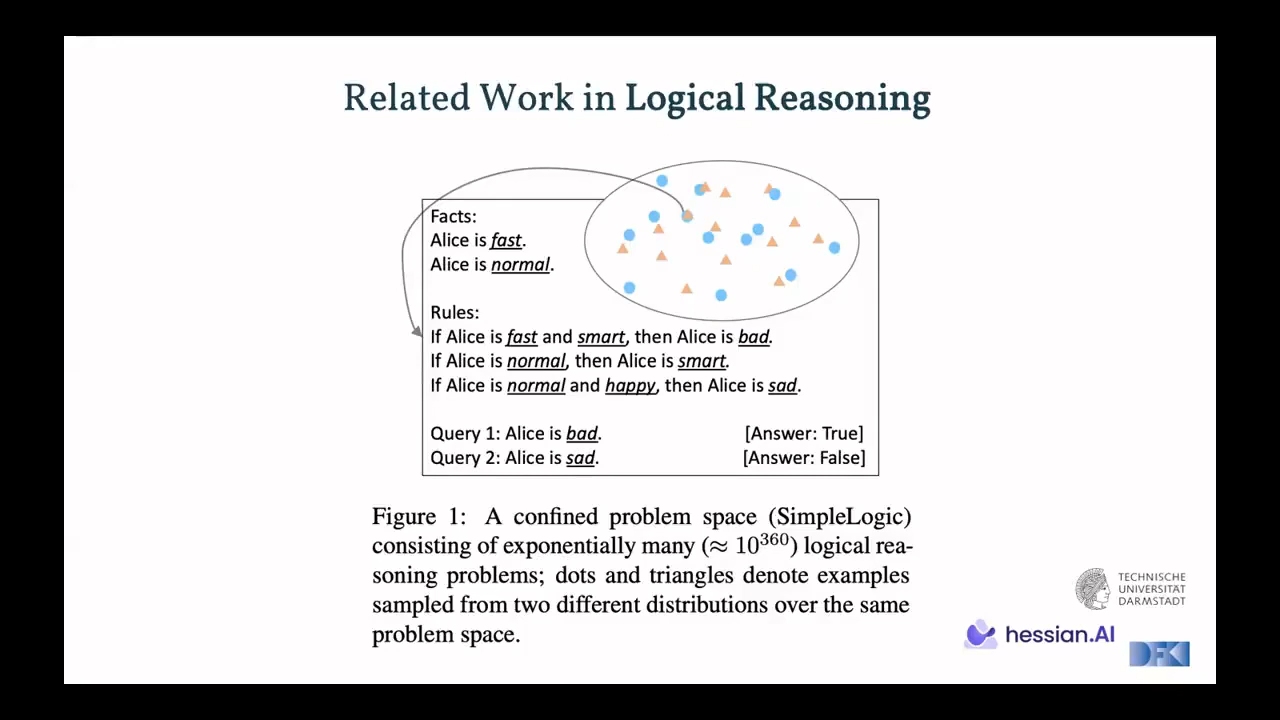 Related Work in Logical Reasoning
Facts:
Alice is fast.
Alice is normal.
Rules:
If Alice is fast and smart, then Alice is bad.
If Alice is normal, then Alice is smart.
If Alice is normal and happy, then Alice is sad.
Query 1: Alice is bad. [Answer: True]
Query 2: Alice is sad. [Answer: False]
Figure 1: A confined problem space (SimpleLogic)
consisting of exponentially many (≈ 10³⁶⁰) logical rea-
soning problems; dots and triangles denote examples
sampled from two different distributions over the same
problem space.
TECHNISCHE
UNIVERSITÄT
DARMSTADT
hessian.AI
DFKI